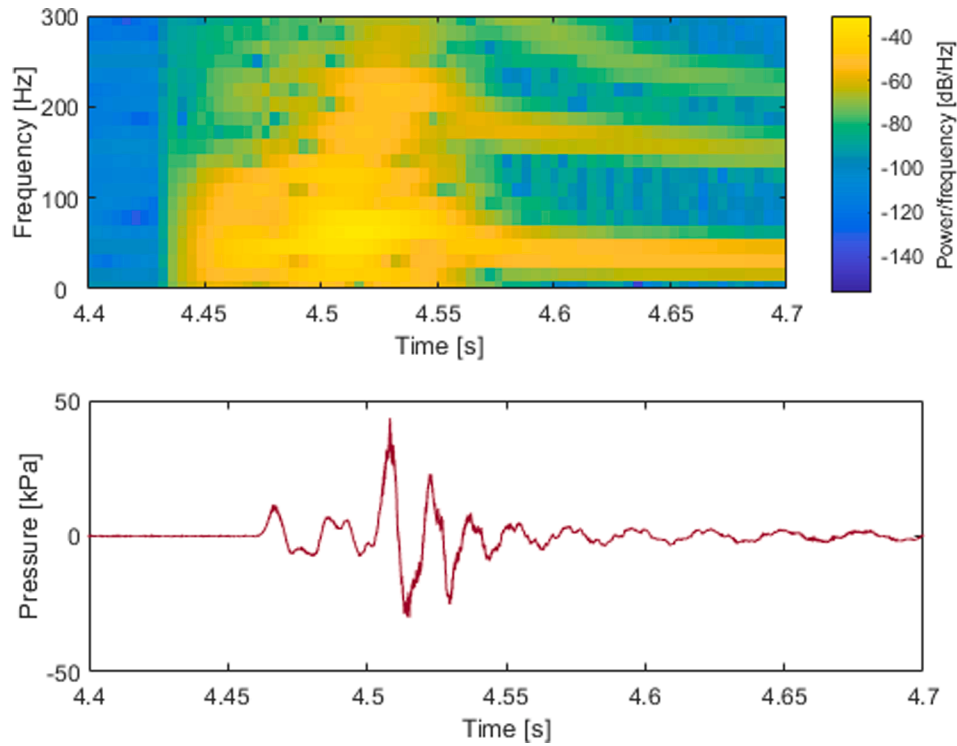 300
200
100
0
Frequency [Hz]
4.4 4.45 4.5 4.55 4.6 4.65 4.7
Time [s]
-40
-60
-80
-100
-120
-140
Power/frequency [dB/Hz]
50
0
-50
Pressure [kPa]
4.4 4.45 4.5 4.55 4.6 4.65 4.7
Time [s]